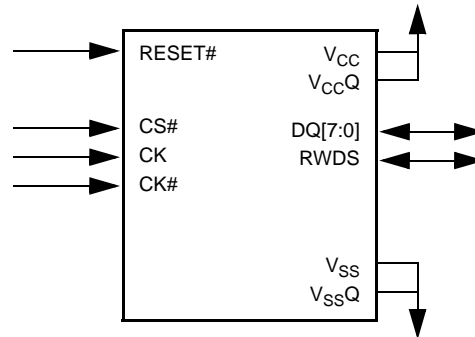 RESET#
CS#
CK
CK#
VCC
VCCQ
DQ[7:0]
RWDS
VSS
VSSQ